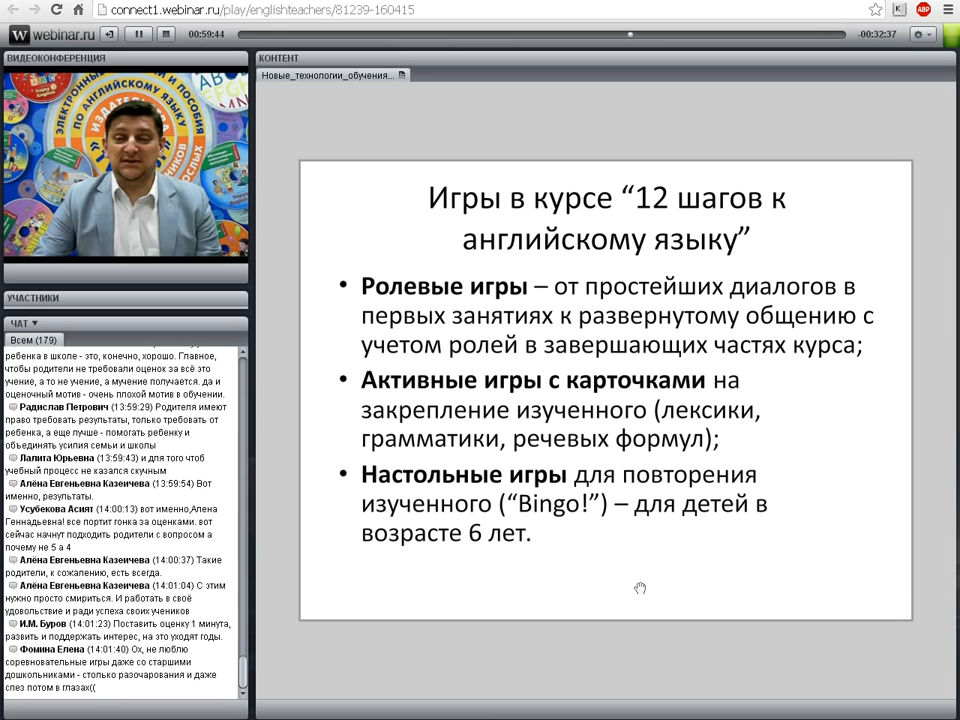 connect1.webinar.ru/play/englishteachers/81239-160415
webinar.ru
00:59:44
-00:32:37
ВИДЕОКОНФЕРЕНЦИЯ
ЭЛЕКТРОННЫЕ
И ПОСОБИЯ
ПО АНГЛИЙСКОМУ ЯЗЫКУ
ИЗДАТЕЛЬСТВА
УЧАСТНИКИ
ЧАТ
Всем (179)
ребенка в школе - это, конечно, хорошо. Главное,
чтобы родители не требовали оценок за всё это
учение, а то не учение, а мучение получается. да и
оценочный мотив - очень плохой мотив в обучении.
Радислав Петрович (13:59:29) Родителя имеют
право требовать результаты, только требовать от
ребенка, а еще лучше - помогать ребенку и
объединять усилия семьи и школы
Лалита Юрьевна (13:59:43) и для того чтоб
учебный процесс не казался скучным
Алёна Евгеньевна Казеичева (13:59:54) Вот
именно, результаты.
Усубекова Асият (14:00:13) вот именно,Алена
Геннадьевна! все портит гонка за оценками. вот
сейчас начнут подходить родители с вопросом а
почему не 5 а 4
Алёна Евгеньевна Казеичева (14:00:37) Такие
родители, к сожалению, есть всегда.
Алёна Евгеньевна Казеичева (14:01:04) С этим
нужно просто смириться. И работать в своё
удовольствие и ради успеха своих учеников
И.М. Буров (14:01:23) Поставить оценку 1 минута,
развить и поддержать интерес, на это уходят годы.
Фомина Елена (14:01:40) Ох, не люблю
соревновательные игры даже со старшими
дошкольниками - столько разочарования и даже
слез потом в глазах((
КОНТЕНТ
Новые_технологии_обучения...
Игры в курсе “12 шагов к
английскому языку”
• Ролевые игры – от простейших диалогов в
первых занятиях к развернутому общению с
учетом ролей в завершающих частях курса;
• Активные игры с карточками на
закрепление изученного (лексики,
грамматики, речевых формул);
• Настольные игры для повторения
изученного (“Bingo!”) – для детей в
возрасте 6 лет.